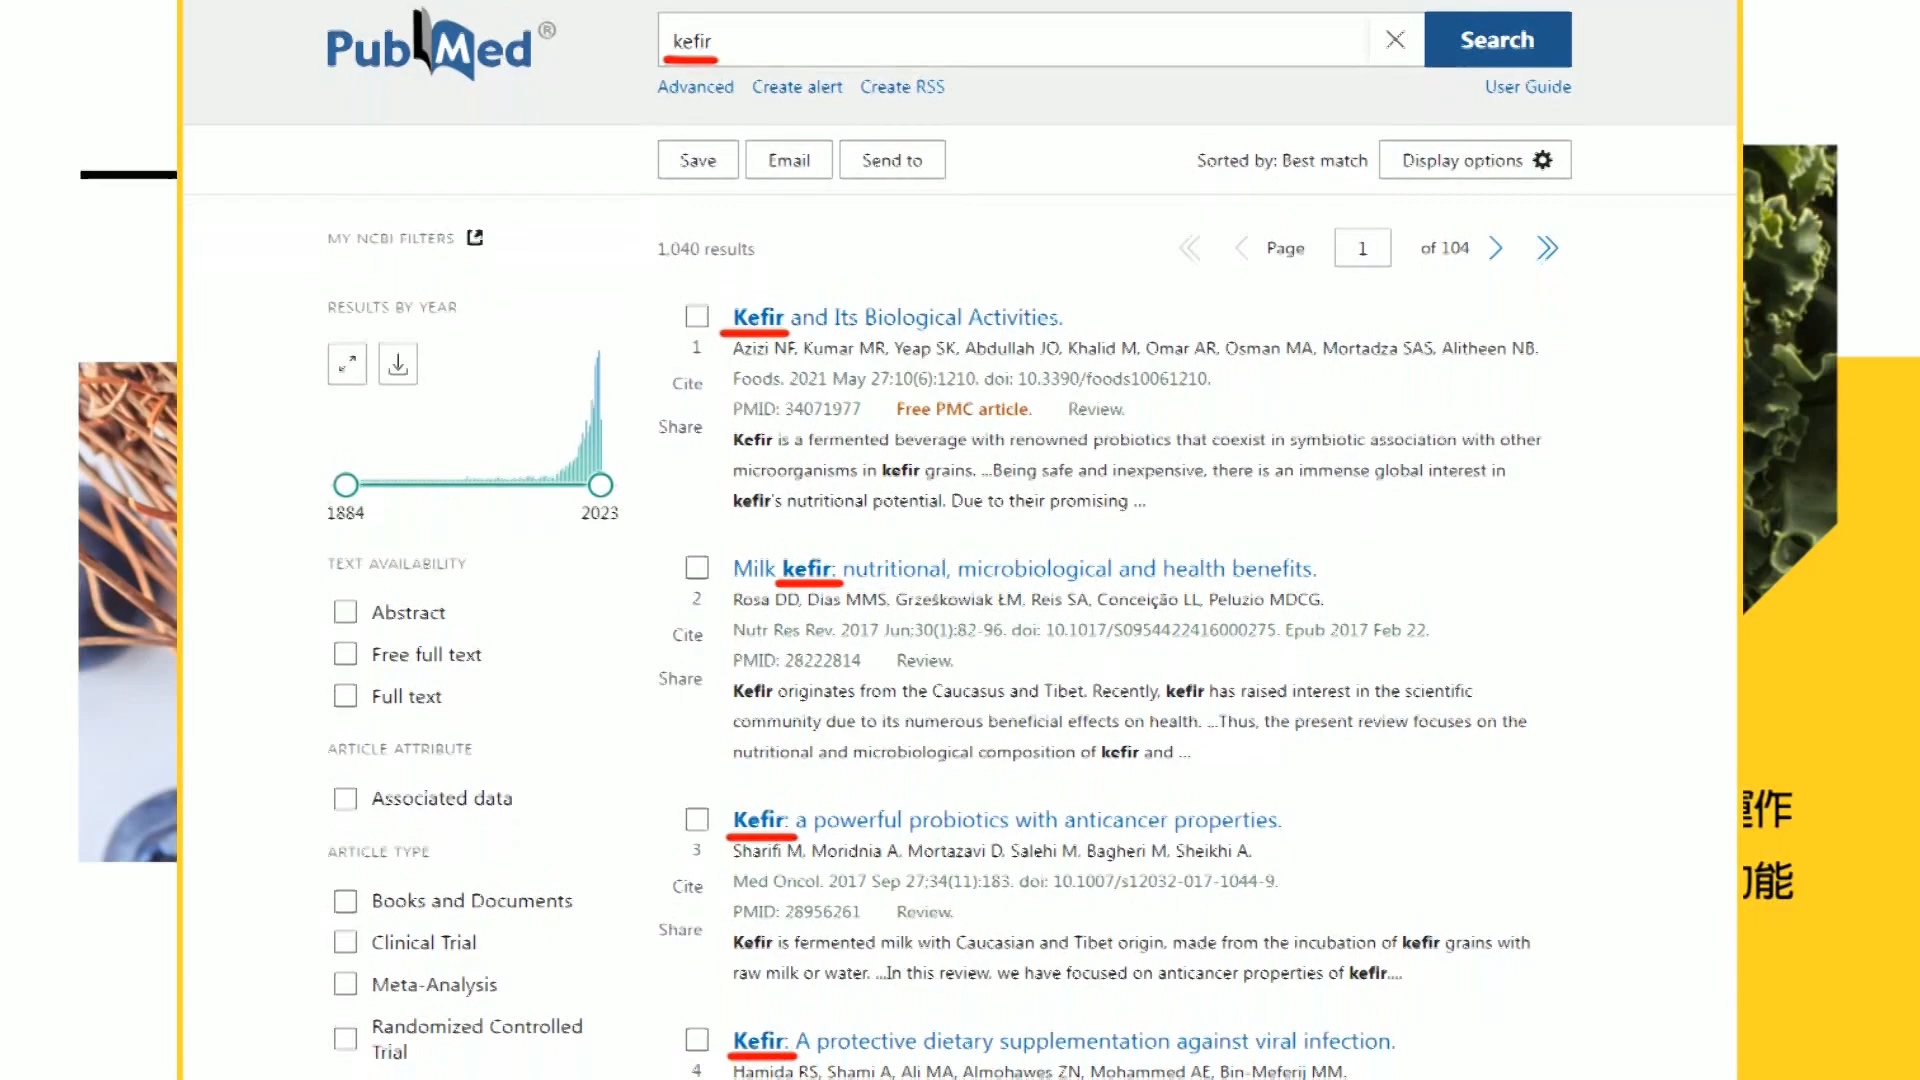 PubMed®
kefir
Search
Advanced Create alert Create RSS
User Guide
Save Email Send to
Sorted by: Best match Display options
MY NCBI FILTERS
1,040 results
Page 1 of 104
RESULTS BY YEAR
1884 2023
TEXT AVAILABILITY
Abstract
Free full text
Full text
ARTICLE ATTRIBUTE
Associated data
ARTICLE TYPE
Books and Documents
Clinical Trial
Meta-Analysis
Randomized Controlled
Trial
Kefir and Its Biological Activities.
1 Azizi NF, Kumar MR, Yeap SK, Abdullah JO, Khalid M, Omar AR, Osman MA, Mortadza SAS, Alitheen NB.
Cite Foods. 2021 May 27;10(6):1210. doi: 10.3390/foods10061210.
PMID: 34071977 Free PMC article. Review.
Share
Kefir is a fermented beverage with renowned probiotics that coexist in symbiotic association with other
microorganisms in kefir grains. ...Being safe and inexpensive, there is an immense global interest in
kefir's nutritional potential. Due to their promising ...
Milk kefir: nutritional, microbiological and health benefits.
2 Rosa DD, Dias MMS, Grześkowiak ŁM, Reis SA, Conceição LL, Peluzio MDCG.
Cite Nutr Res Rev. 2017 Jun;30(1):82-96. doi: 10.1017/S0954422416000275. Epub 2017 Feb 22.
PMID: 28222814 Review.
Share
Kefir originates from the Caucasus and Tibet. Recently, kefir has raised interest in the scientific
community due to its numerous beneficial effects on health. ...Thus, the present review focuses on the
nutritional and microbiological composition of kefir and ...
Kefir: a powerful probiotics with anticancer properties.
3 Sharifi M, Moridnia A, Mortazavi D, Salehi M, Bagheri M, Sheikhi A.
Cite Med Oncol. 2017 Sep 27;34(11):183. doi: 10.1007/s12032-017-1044-9.
PMID: 28956261 Review.
Share
Kefir is fermented milk with Caucasian and Tibet origin, made from the incubation of kefir grains with
raw milk or water. ...In this review, we have focused on anticancer properties of kefir....
Kefir: A protective dietary supplementation against viral infection.
4 Hamida RS, Shami A, Ali MA, Almohawes ZN, Mohammed AE, Bin-Meferij MM.
作
能